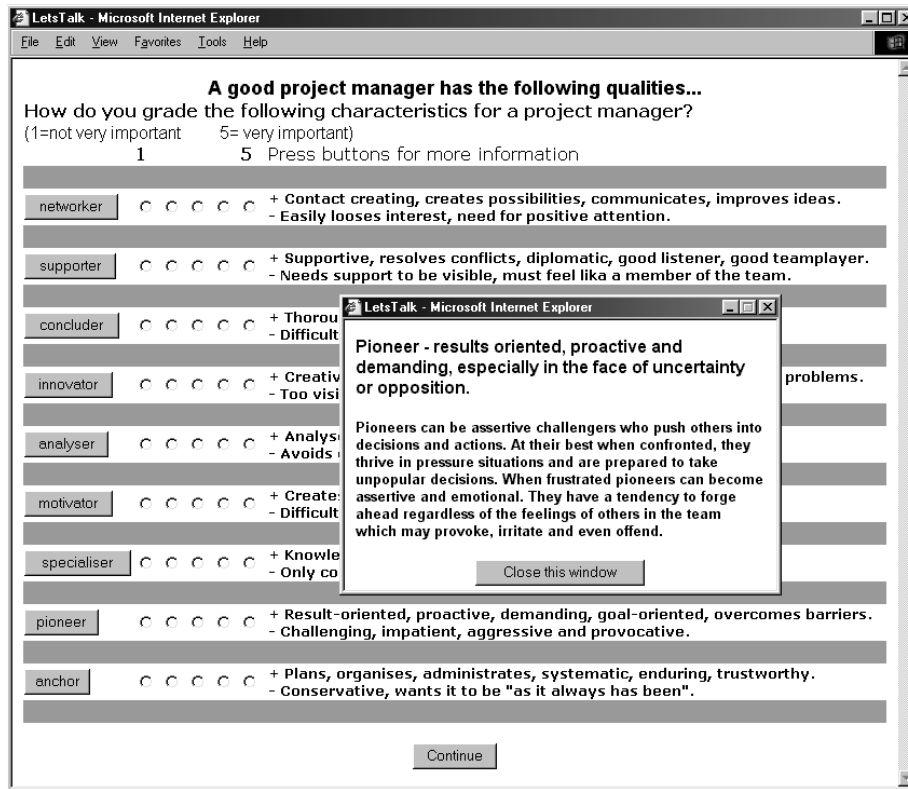 LetsTalk - Microsoft Internet Explorer
File Edit View Favorites Tools Help
A good project manager has the following qualities...
How do you grade the following characteristics for a project manager?
(1=not very important 5= very important)
1 5 Press buttons for more information
networker
+ Contact creating, creates possibilities, communicates, improves ideas.
- Easily looses interest, need for positive attention.
supporter
+ Supportive, resolves conflicts, diplomatic, good listener, good teamplayer.
- Needs support to be visible, must feel lika a member of the team.
concluder
+ Thorou
- Difficult
innovator
+ Creativ problems.
- Too visi
analyser
+ Analys
- Avoids
motivator
+ Create
- Difficult
specialiser
+ Knowle
- Only co
pioneer
+ Result-oriented, proactive, demanding, goal-oriented, overcomes barriers.
- Challenging, impatient, aggressive and provocative.
anchor
+ Plans, organises, administrates, systematic, enduring, trustworthy.
- Conservative, wants it to be "as it always has been".
Continue
LetsTalk - Microsoft Internet Explorer
Pioneer - results oriented, proactive and
demanding, especially in the face of uncertainty
or opposition.
Pioneers can be assertive challengers who push others into
decisions and actions. At their best when confronted, they
thrive in pressure situations and are prepared to take
unpopular decisions. When frustrated pioneers can become
assertive and emotional. They have a tendency to forge
ahead regardless of the feelings of others in the team
which may provoke, irritate and even offend.
Close this window